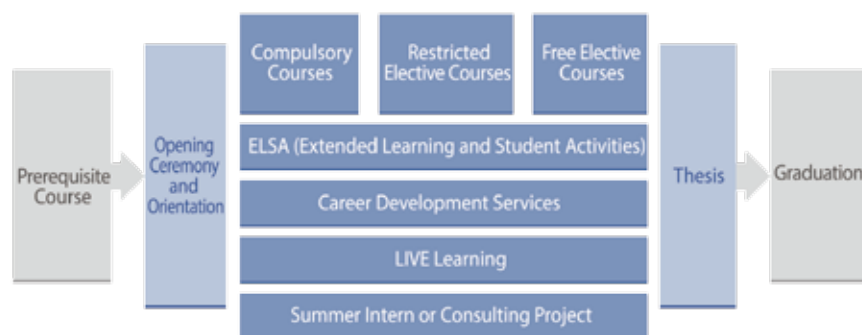 Prerequisite
Course
Opening
Ceremony
and
Orientation
Compulsory
Courses
Restricted
Elective Courses
Free Elective
Courses
ELSA (Extended Learning and Student Activities)
Career Development Services
LIVE Learning
Summer Intern or Consulting Project
Thesis
Graduation